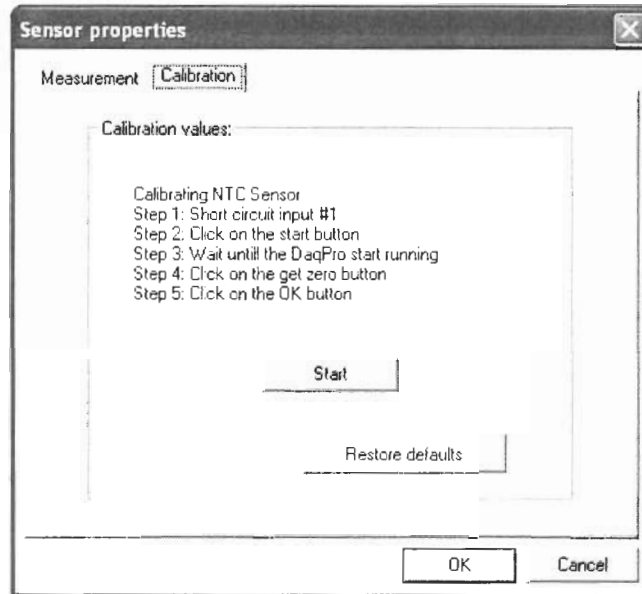 Sensor properties
Measurement Calibration
Calibration values:
Calibrating NTC Sensor
Step 1: Short circuit input #1
Step 2: Click on the start button
Step 3: Wait untill the DaqPro start running
Step 4: Click on the get zero button
Step 5: Click on the OK button
Start
Restore defaults
OK Cancel